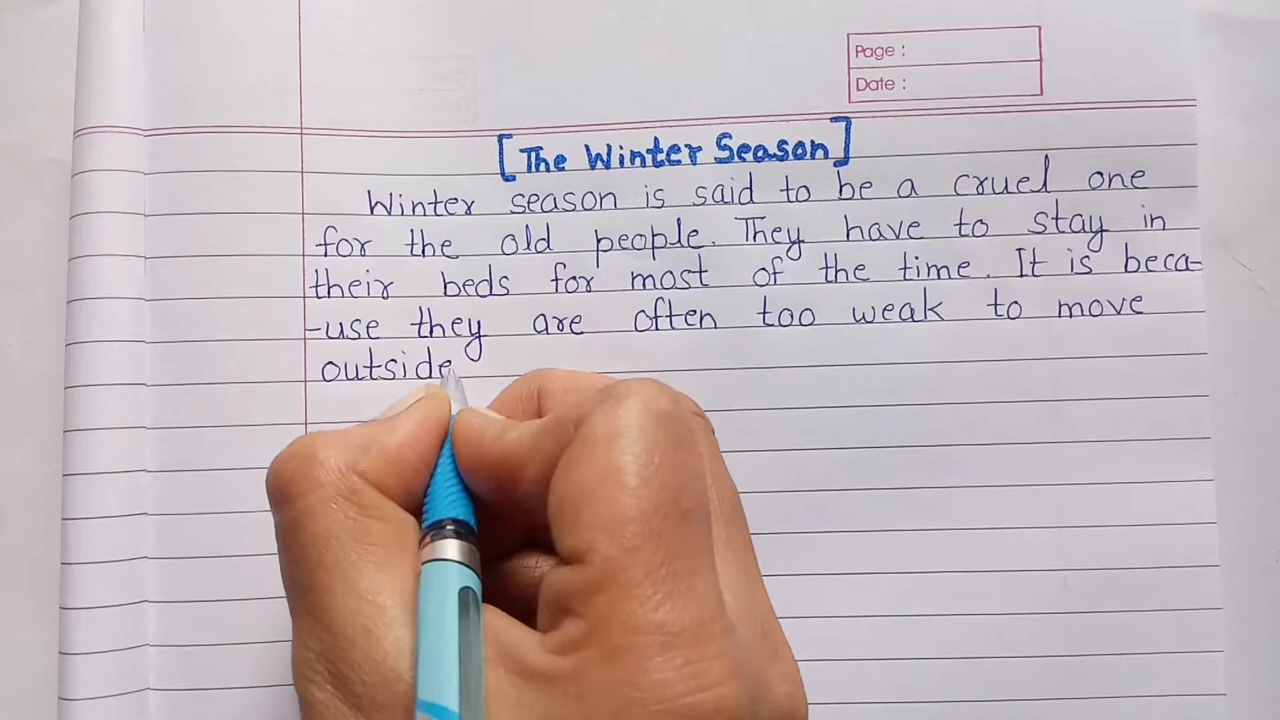 Page :
Date :
[The Winter Season]
Winter season is said to be a cruel one
for the old people. They have to stay in
their beds for most of the time. It is beca-
-use they are often too weak to move
outside